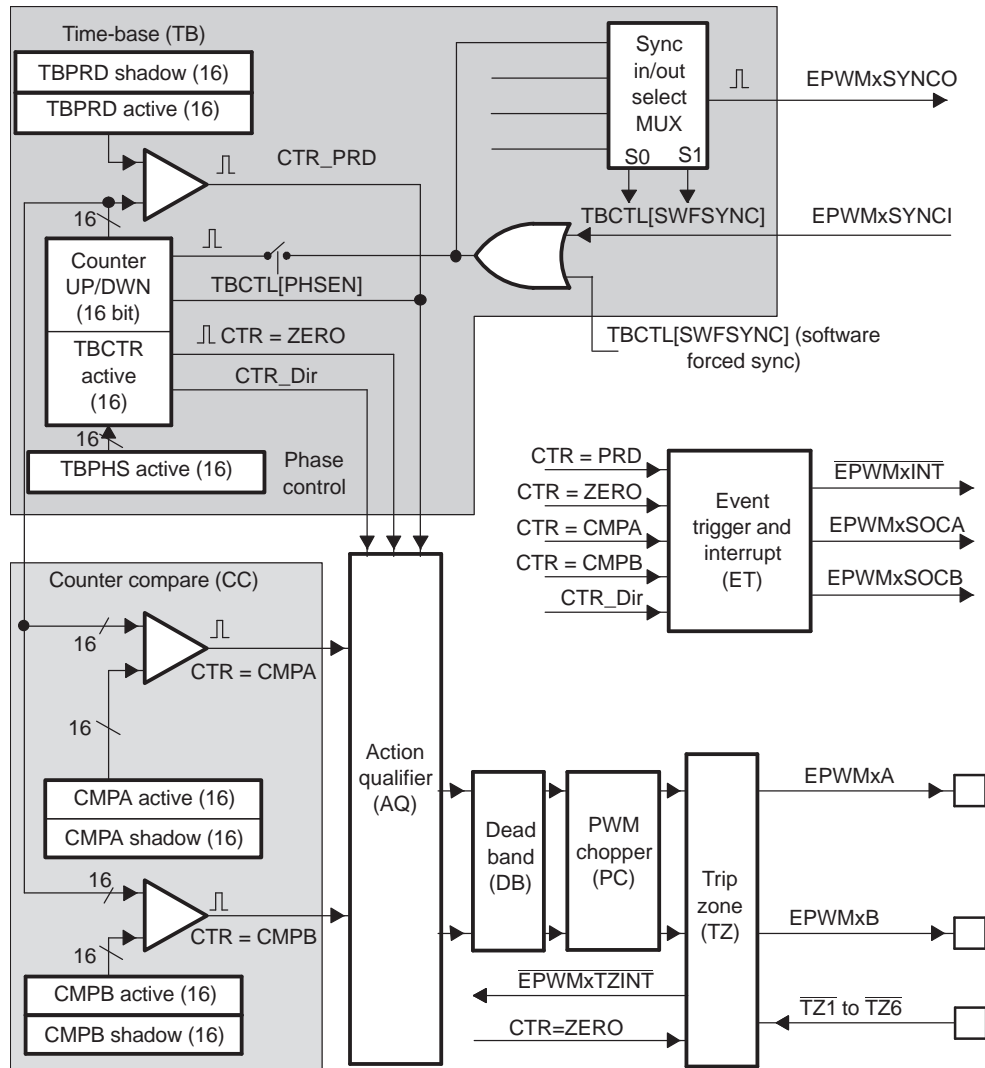 Time-base (TB)
TBPRD shadow (16)
TBPRD active (16)
CTR_PRD
Sync
in/out
select
MUX
S0 S1
EPWMxSYNCO
TBCTL[SWFSYNC]
EPWMxSYNCI
16
Counter
UP/DWN
(16 bit)
TBCTL[PHSEN]
TBCTR
active
(16)
CTR = ZERO
CTR_Dir
TBCTL[SWFSYNC] (software
forced sync)
16
TBPHS active (16)
Phase
control
CTR = PRD
CTR = ZERO
CTR = CMPA
CTR = CMPB
CTR_Dir
Event
trigger and
interrupt
(ET)
EPWMxINT
EPWMxSOCA
EPWMxSOCB
Counter compare (CC)
16
CTR = CMPA
16
CMPA active (16)
CMPA shadow (16)
16
CTR = CMPB
16
CMPB active (16)
CMPB shadow (16)
Action
qualifier
(AQ)
Dead
band
(DB)
PWM
chopper
(PC)
Trip
zone
(TZ)
EPWMxA
EPWMxB
EPWMxTZINT
TZ1 to TZ6
CTR=ZERO